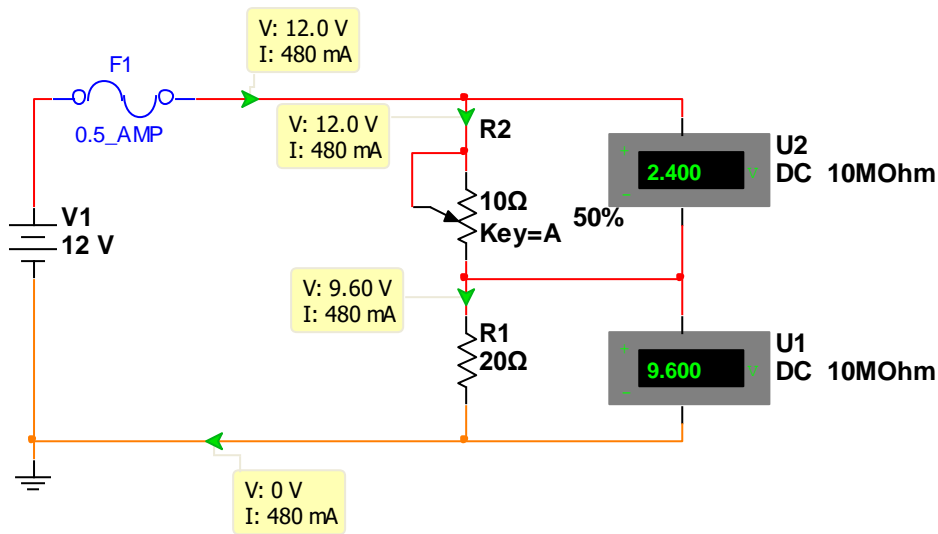 V: 12.0 V
I: 480 mA
F1
0.5_AMP
V: 12.0 V
I: 480 mA
R2
10Ω
50%
Key=A
U2
DC 10MOhm
+
2.400
V
−
V1
12 V
V: 9.60 V
I: 480 mA
R1
20Ω
U1
DC 10MOhm
+
9.600
V
−
V: 0 V
I: 480 mA